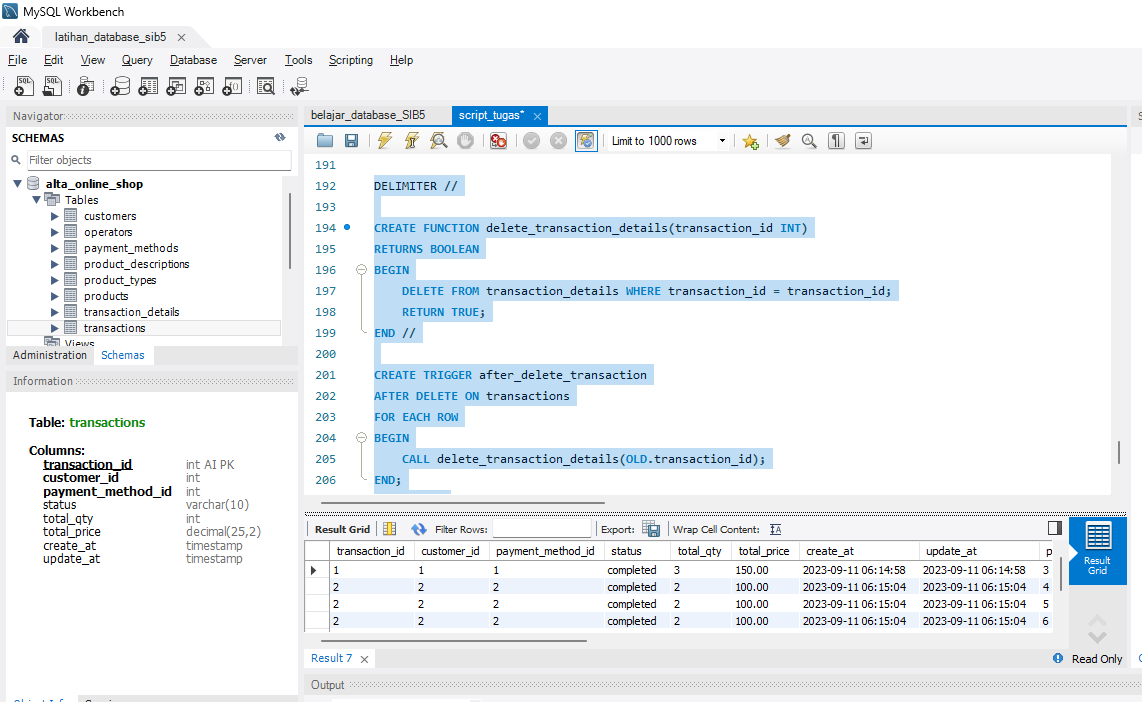 MySQL Workbench
latihan_database_sib5
File Edit View Query Database Server Tools Scripting Help
Navigator
SCHEMAS
Filter objects
alta_online_shop
Tables
customers
operators
payment_methods
product_descriptions
product_types
products
transaction_details
transactions
Views
Administration Schemas
Information
Table: transactions
Columns:
transaction_id int AI PK
customer_id int
payment_method_id int
status varchar(10)
total_qty int
total_price decimal(25,2)
create_at timestamp
update_at timestamp
belajar_database_SIB5 script_tugas*
Limit to 1000 rows
191
192 DELIMITER //
193
194 CREATE FUNCTION delete_transaction_details(transaction_id INT)
195 RETURNS BOOLEAN
196 BEGIN
197 DELETE FROM transaction_details WHERE transaction_id = transaction_id;
198 RETURN TRUE;
199 END //
200
201 CREATE TRIGGER after_delete_transaction
202 AFTER DELETE ON transactions
203 FOR EACH ROW
204 BEGIN
205 CALL delete_transaction_details(OLD.transaction_id);
206 END;
Result Grid Filter Rows: Export: Wrap Cell Content:
transaction_id customer_id payment_method_id status total_qty total_price create_at update_at p
1 1 1 completed 3 150.00 2023-09-11 06:14:58 2023-09-11 06:14:58 3
2 2 2 completed 2 100.00 2023-09-11 06:15:04 2023-09-11 06:15:04 4
2 2 2 completed 2 100.00 2023-09-11 06:15:04 2023-09-11 06:15:04 5
2 2 2 completed 2 100.00 2023-09-11 06:15:04 2023-09-11 06:15:04 6
Result Grid
Result 7
Read Only
Output